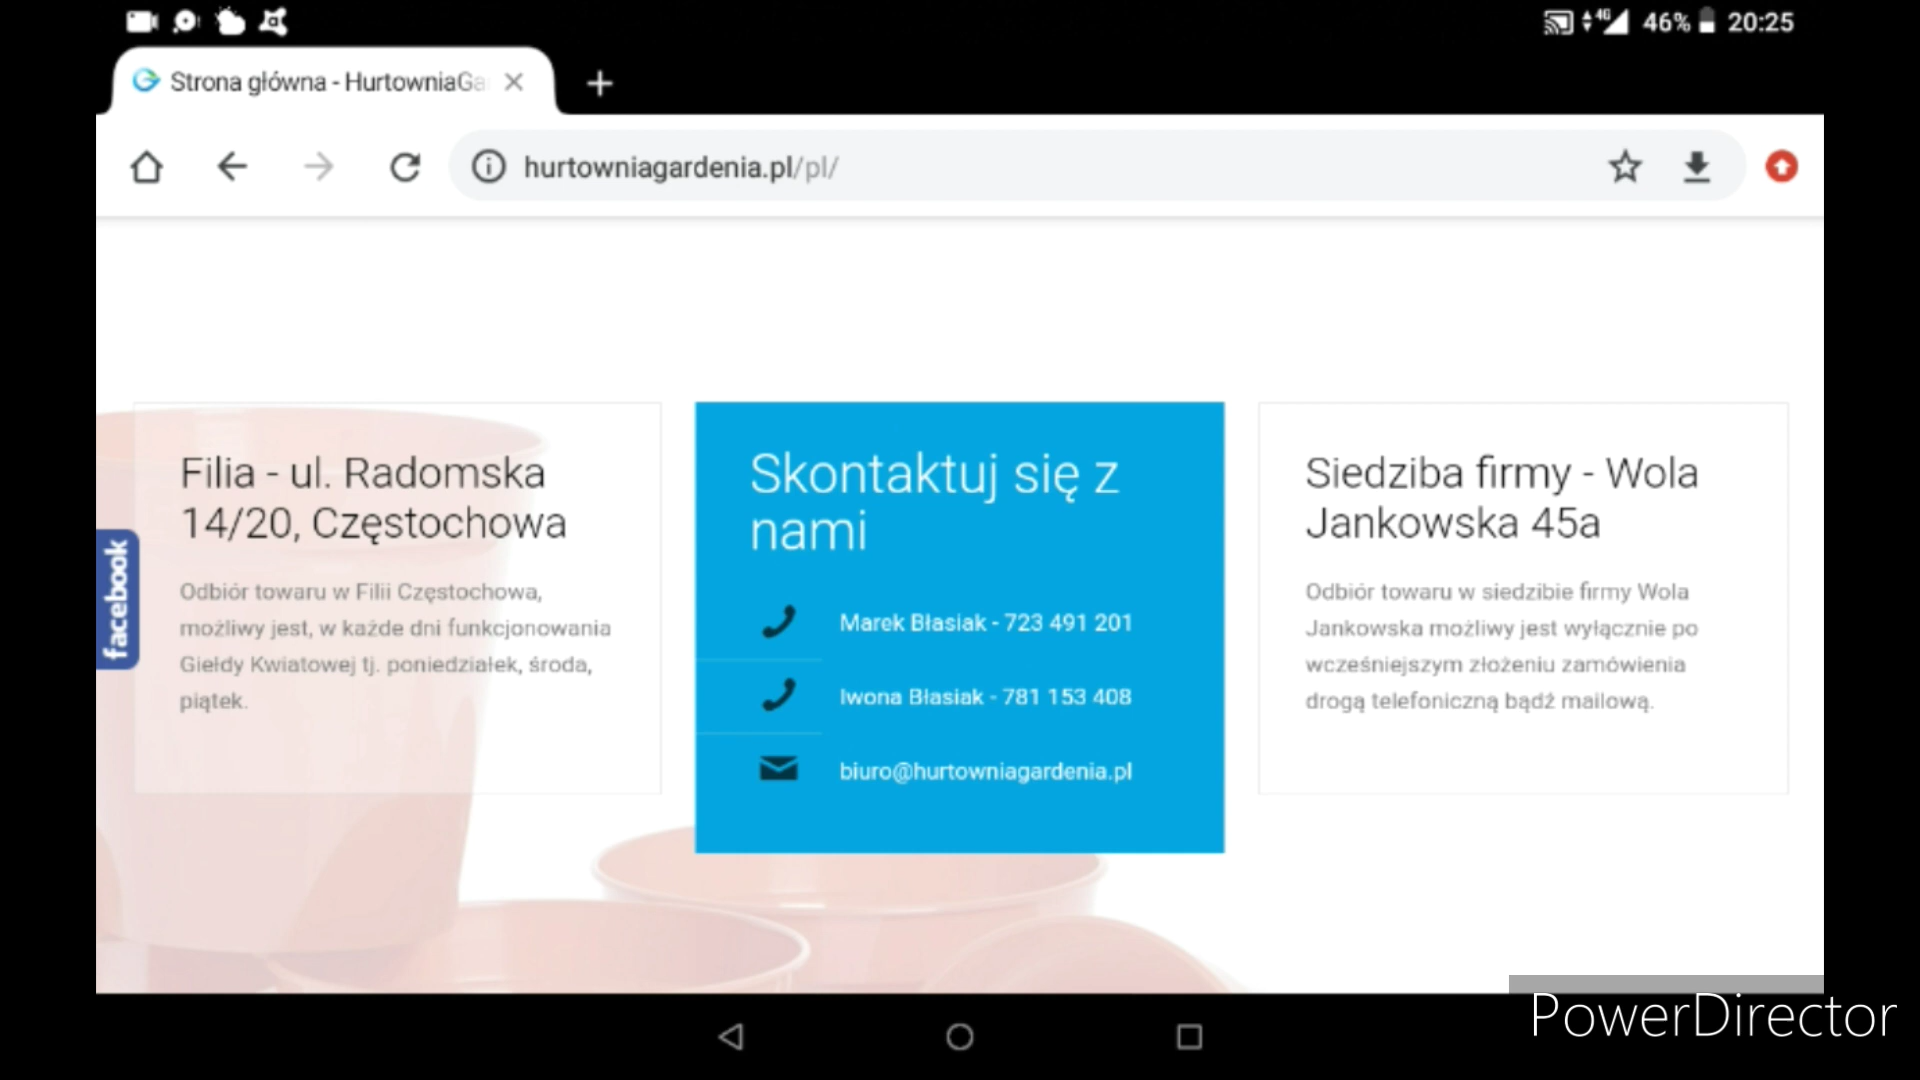 46% 20:25
Strona główna - HurtowniaGa
hurtowniagardenia.pl/pl/
Filia - ul. Radomska
14/20, Częstochowa
Odbiór towaru w Filii Częstochowa,
możliwy jest, w każde dni funkcjonowania
Giełdy Kwiatowej tj. poniedziałek, środa,
piątek.
facebook
Skontaktuj się z
nami
Marek Błasiak - 723 491 201
Iwona Błasiak - 781 153 408
biuro@hurtowniagardenia.pl
Siedziba firmy - Wola
Jankowska 45a
Odbiór towaru w siedzibie firmy Wola
Jankowska możliwy jest wyłącznie po
wcześniejszym złożeniu zamówienia
drogą telefoniczną bądź mailową.
PowerDirector